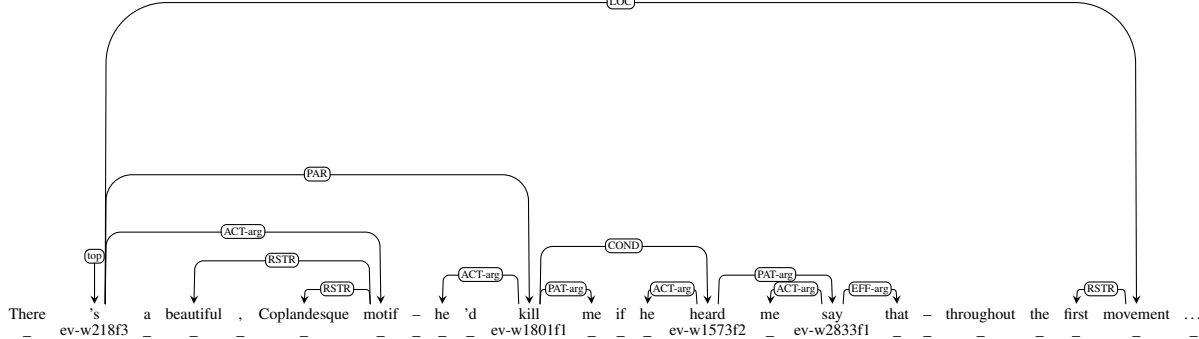 LOC
PAR
ACT-arg
COND
top
RSTR
ACT-arg
PAT-arg
RSTR
PAT-arg
ACT-arg
ACT-arg
EFF-arg
RSTR
There 's a beautiful , Coplandesque motif – he 'd kill me if he heard me say that – throughout the first movement ...
_ ev-w218f3 _ _ _ _ _ _ _ _ ev-w1801f1 _ _ _ ev-w1573f2 _ ev-w2833f1 _ _ _ _ _ _ _